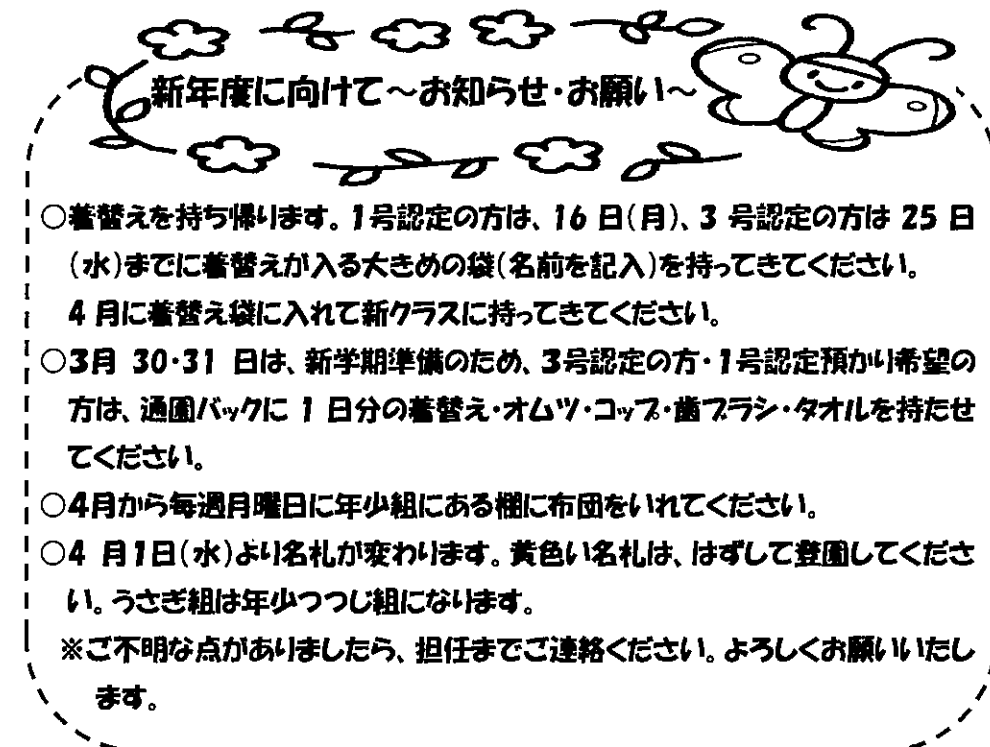 新年度に向けて～お知らせ・お願い～
○着替えを持ち帰ります。1号認定の方は、16 日(月)、3 号認定の方は 25 日
(水)までに着替えが入る大きめの袋(名前を記入)を持ってきてください。
4 月に着替え袋に入れて新クラスに持ってきてください。
○3月 30・31 日は、新学期準備のため、3号認定の方・1号認定預かり希望の
方は、通園バックに 1 日分の着替え・オムツ・コップ・歯ブラシ・タオルを持たせ
てください。
○4月から毎週月曜日に年少組にある棚に布団をいれてください。
○4 月1日(水)より名札が変わります。黄色い名札は、はずして登園してくださ
い。うさぎ組は年少つつじ組になります。
※ご不明な点がありましたら、担任までご連絡ください。よろしくお願いいたし
ます。